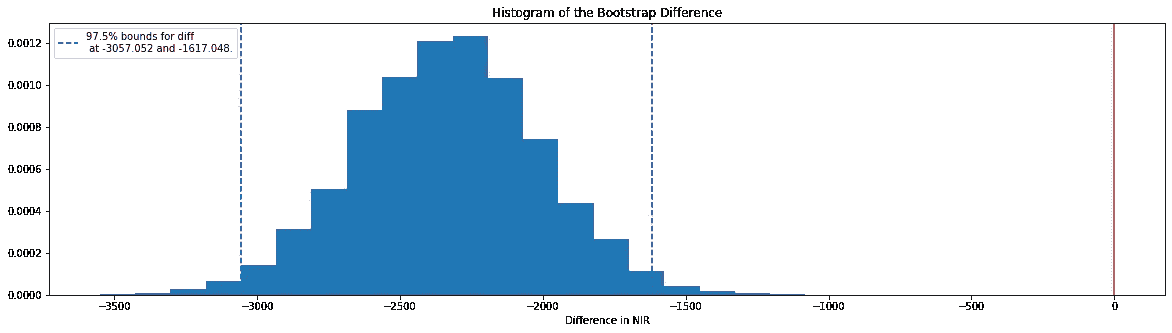 Histogram of the Bootstrap Difference
97.5% bounds for diff
at -3057.052 and -1617.048.
0.0012
0.0010
0.0008
0.0006
0.0004
0.0002
0.0000
−3500 −3000 −2500 −2000 −1500 −1000 −500 0
Difference in NIR